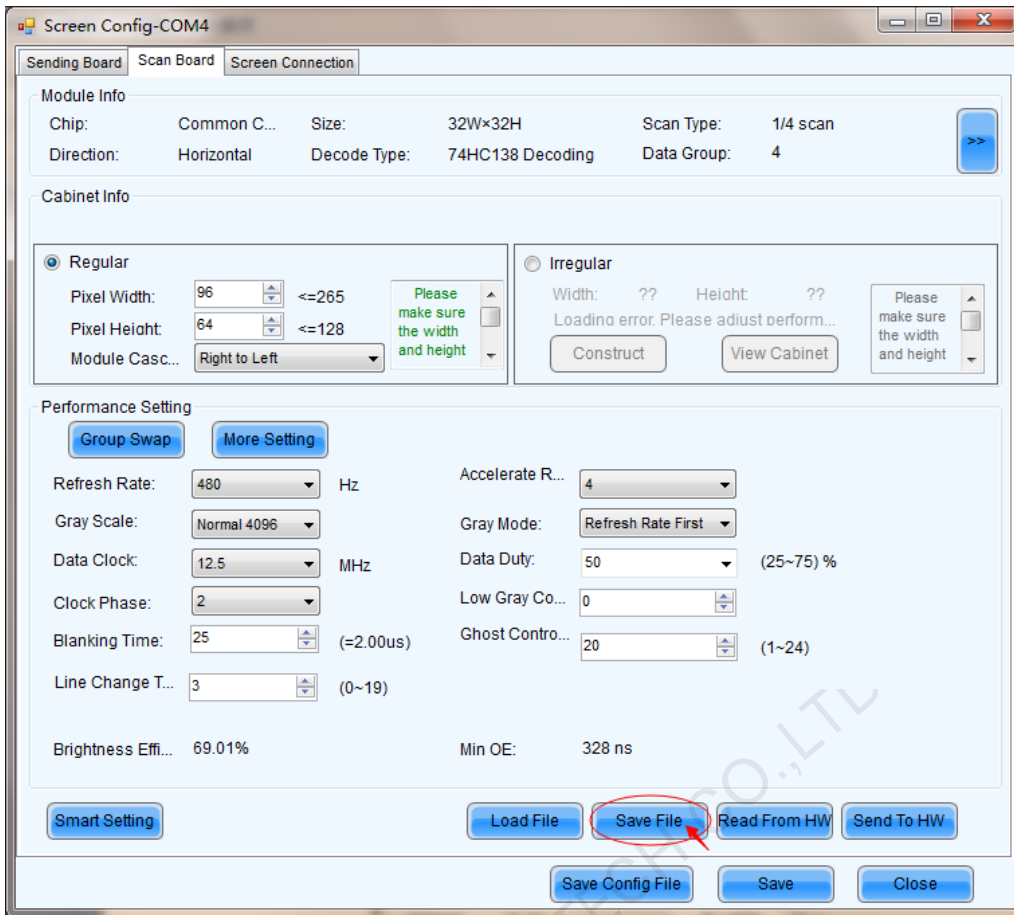 Screen Config-COM4
Sending Board Scan Board Screen Connection
Module Info
Chip: Common C... Size: 32W×32H Scan Type: 1/4 scan
Direction: Horizontal Decode Type: 74HC138 Decoding Data Group: 4
>>
Cabinet Info
Regular
Pixel Width: 96 <=265
Pixel Height: 64 <=128
Module Casc... Right to Left
Please
make sure
the width
and height
Irregular
Width: ?? Height: ??
Loading error. Please adjust perform...
Construct View Cabinet
Please
make sure
the width
and height
Performance Setting
Group Swap More Setting
Refresh Rate: 480 Hz Accelerate R... 4
Gray Scale: Normal 4096 Gray Mode: Refresh Rate First
Data Clock: 12.5 MHz Data Duty: 50 (25~75) %
Clock Phase: 2 Low Gray Co... 0
Blanking Time: 25 (=2.00us) Ghost Contro... 20 (1~24)
Line Change T... 3 (0~19)
Brightness Effi... 69.01% Min OE: 328 ns
Smart Setting Load File Save File Read From HW Send To HW
Save Config File Save Close
TECH CO.,LTD